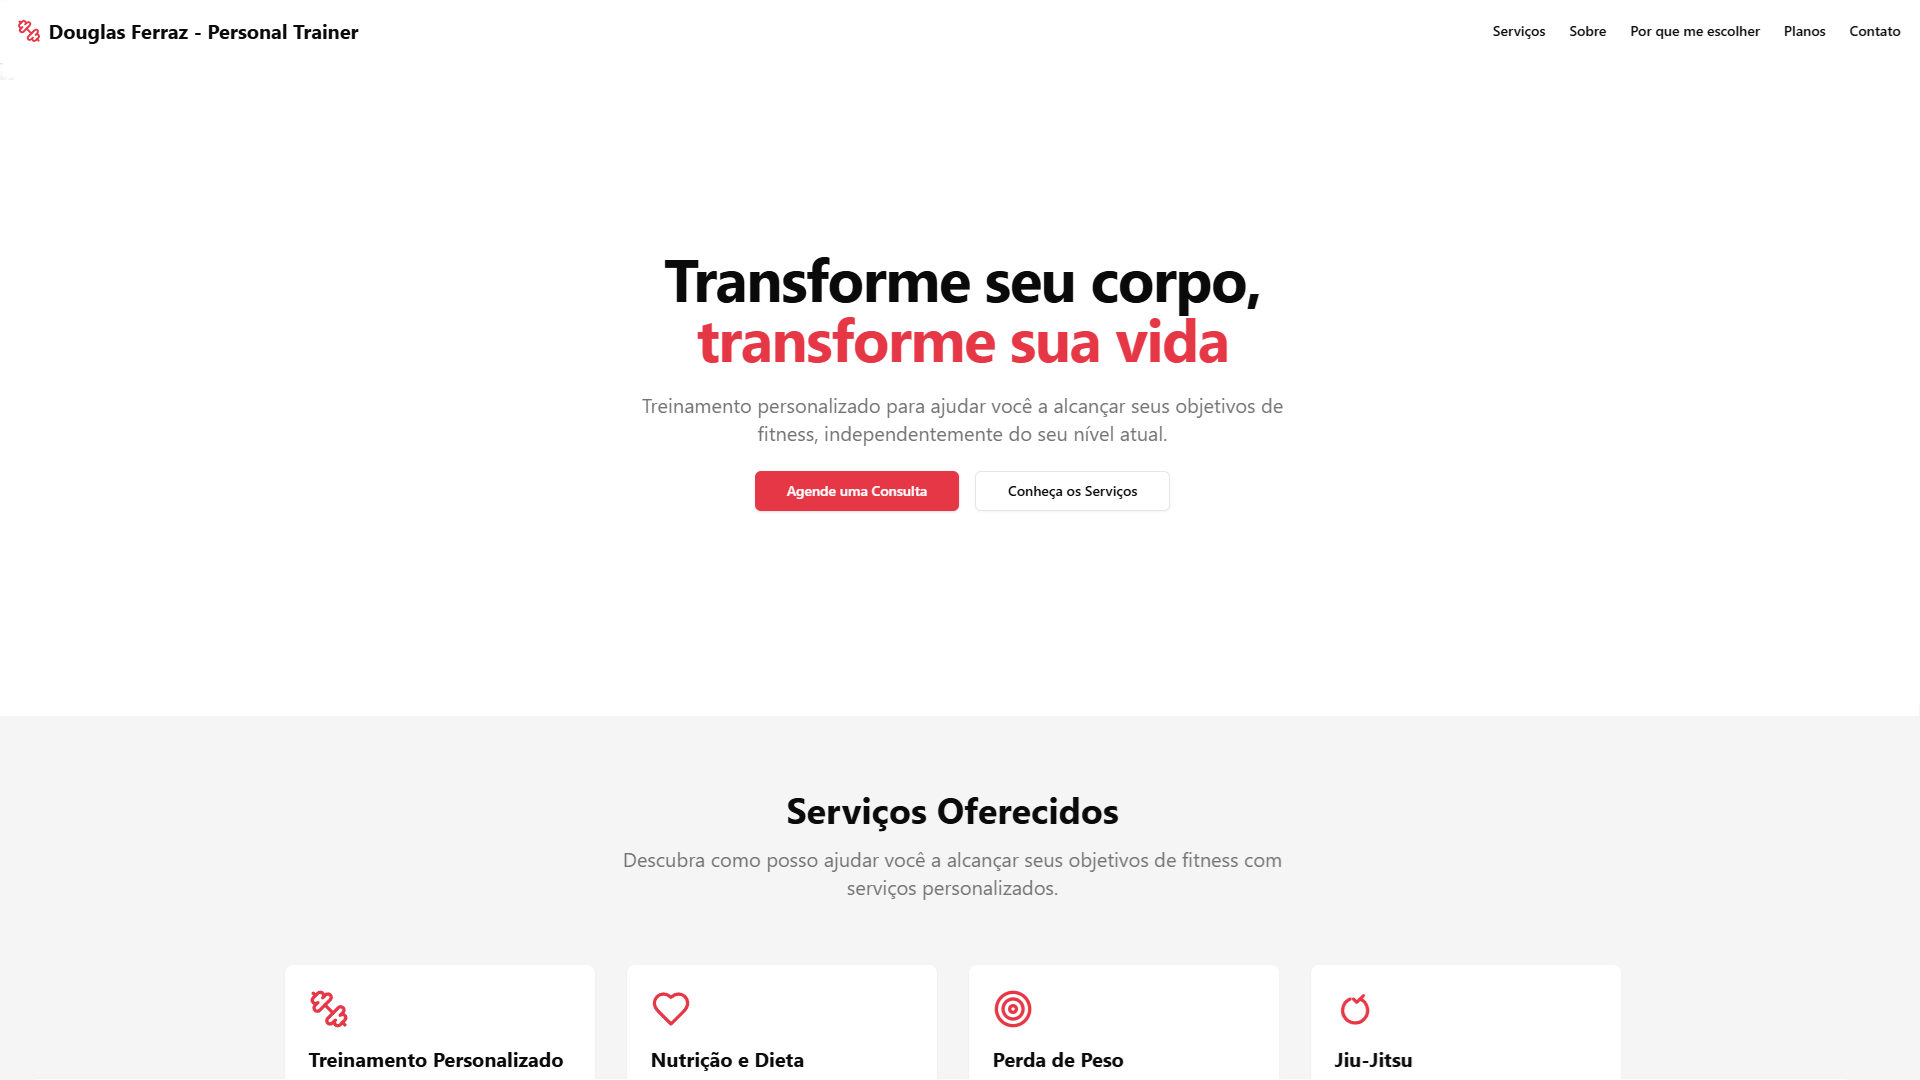 Douglas Ferraz - Personal Trainer
Serviços
Sobre
Por que me escolher
Planos
Contato
Transforme seu corpo,
transforme sua vida
Treinamento personalizado para ajudar você a alcançar seus objetivos de
fitness, independentemente do seu nível atual.
Agende uma Consulta
Conheça os Serviços
Serviços Oferecidos
Descubra como posso ajudar você a alcançar seus objetivos de fitness com
serviços personalizados.
Treinamento Personalizado
Nutrição e Dieta
Perda de Peso
Jiu-Jitsu